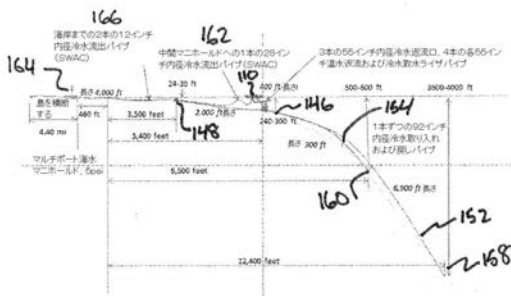 166
海岸までの2本の12インチ
内径冷水流出パイプ
(SWAC)
162
中間マニホールドへの1本の28イン
チ内径冷水流出パイプ
(SWAC)
110
3本の55インチ内径冷水返流口、4本の各55イ
ンチ温水返流および冷水取水ライザパイプ
164
長さ4,000 ft
24-30 ft
400 ft-長さ
500-600 ft
3500-4000 ft
島を横断
する
4.40 mi
460 ft
3,500 feet
148
2,000 ft長さ
240-300 ft
146
154
長さ 300 ft
1本ずつの92インチ
内径冷水取り入れ
および戻しパイプ
5,400 feet
マルチポート海水
マニホールド、5psi
6,500 feet
160
6,900 ft 長さ
152
12,400 feet
158